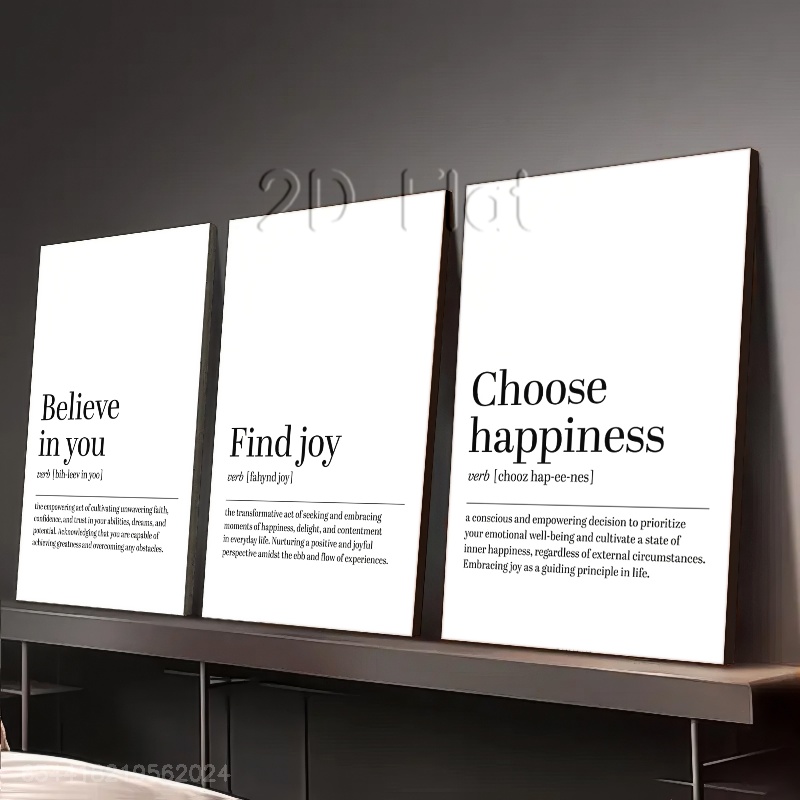 2D Flat
Believe
in you
verb [bih-leev in yoo]
the empowering act of cultivating unwavering faith,
confidence, and trust in your abilities, dreams, and
potential. Acknowledging that you are capable of
achieving greatness and overcoming any obstacles.
Find joy
verb [fahynd joy]
the transformative act of seeking and embracing
moments of happiness, delight, and contentment
in everyday life. Nurturing a positive and joyful
perspective amidst the ebb and flow of experiences.
Choose
happiness
verb [chooz hap-ee-nes]
a conscious and empowering decision to prioritize
your emotional well-being and cultivate a state of
inner happiness, regardless of external circumstances.
Embracing joy as a guiding principle in life.